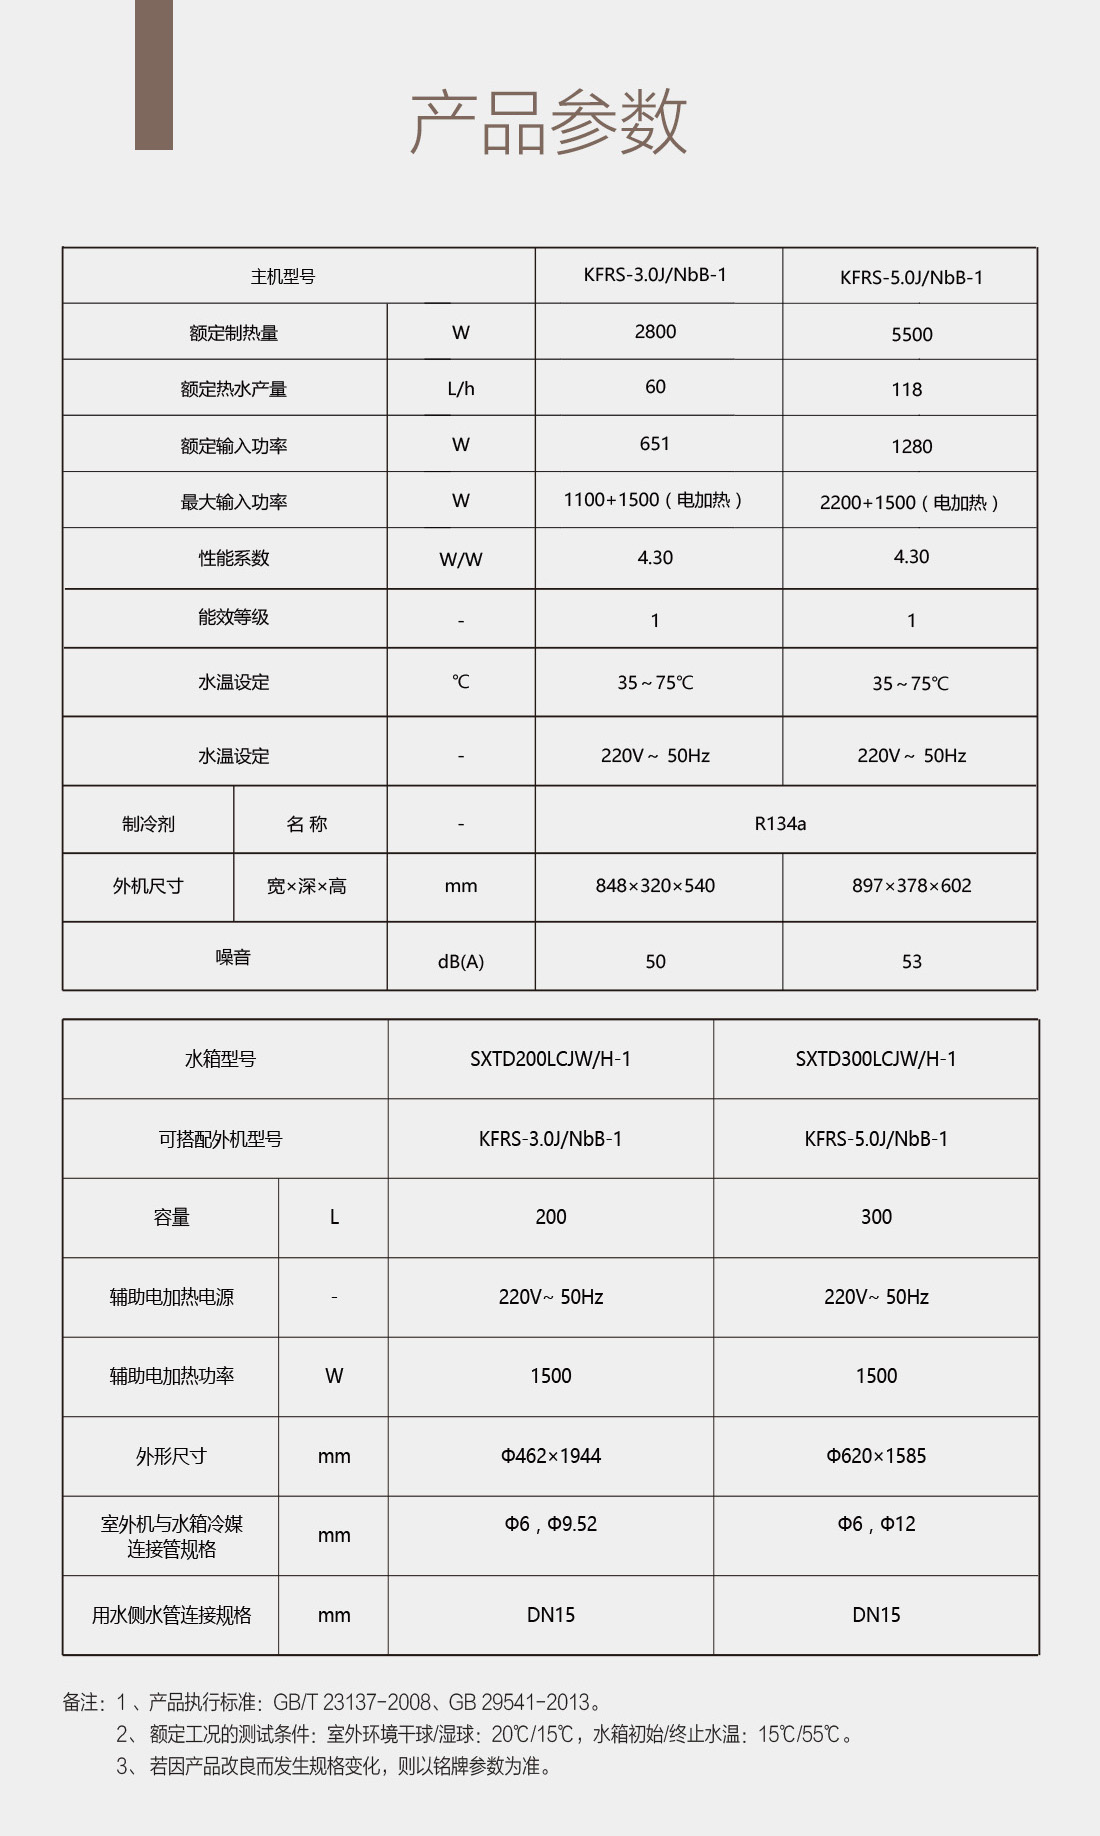 产品参数
主机型号 KFRS-3.0J/NbB-1 KFRS-5.0J/NbB-1
额定制热量 W 2800 5500
额定热水产量 L/h 60 118
额定输入功率 W 651 1280
最大输入功率 W 1100+1500（电加热） 2200+1500（电加热）
性能系数 W/W 4.30 4.30
能效等级 - 1 1
水温设定 ℃ 35～75℃ 35～75℃
水温设定 - 220V～ 50Hz 220V～ 50Hz
制冷剂 名 称 - R134a
外机尺寸 宽×深×高 mm 848×320×540 897×378×602
噪音 dB(A) 50 53
水箱型号 SXTD200LCJW/H-1 SXTD300LCJW/H-1
可搭配外机型号 KFRS-3.0J/NbB-1 KFRS-5.0J/NbB-1
容量 L 200 300
辅助电加热电源 - 220V~ 50Hz 220V~ 50Hz
辅助电加热功率 W 1500 1500
外形尺寸 mm Φ462×1944 Φ620×1585
室外机与水箱冷媒
连接管规格 mm Φ6，Φ9.52 Φ6，Φ12
用水侧水管连接规格 mm DN15 DN15
备注：1、产品执行标准：GB/T 23137-2008、GB 29541-2013。
2、额定工况的测试条件：室外环境干球/湿球：20℃/15℃，水箱初始/终止水温：15℃/55℃。
3、若因产品改良而发生规格变化，则以铭牌参数为准。